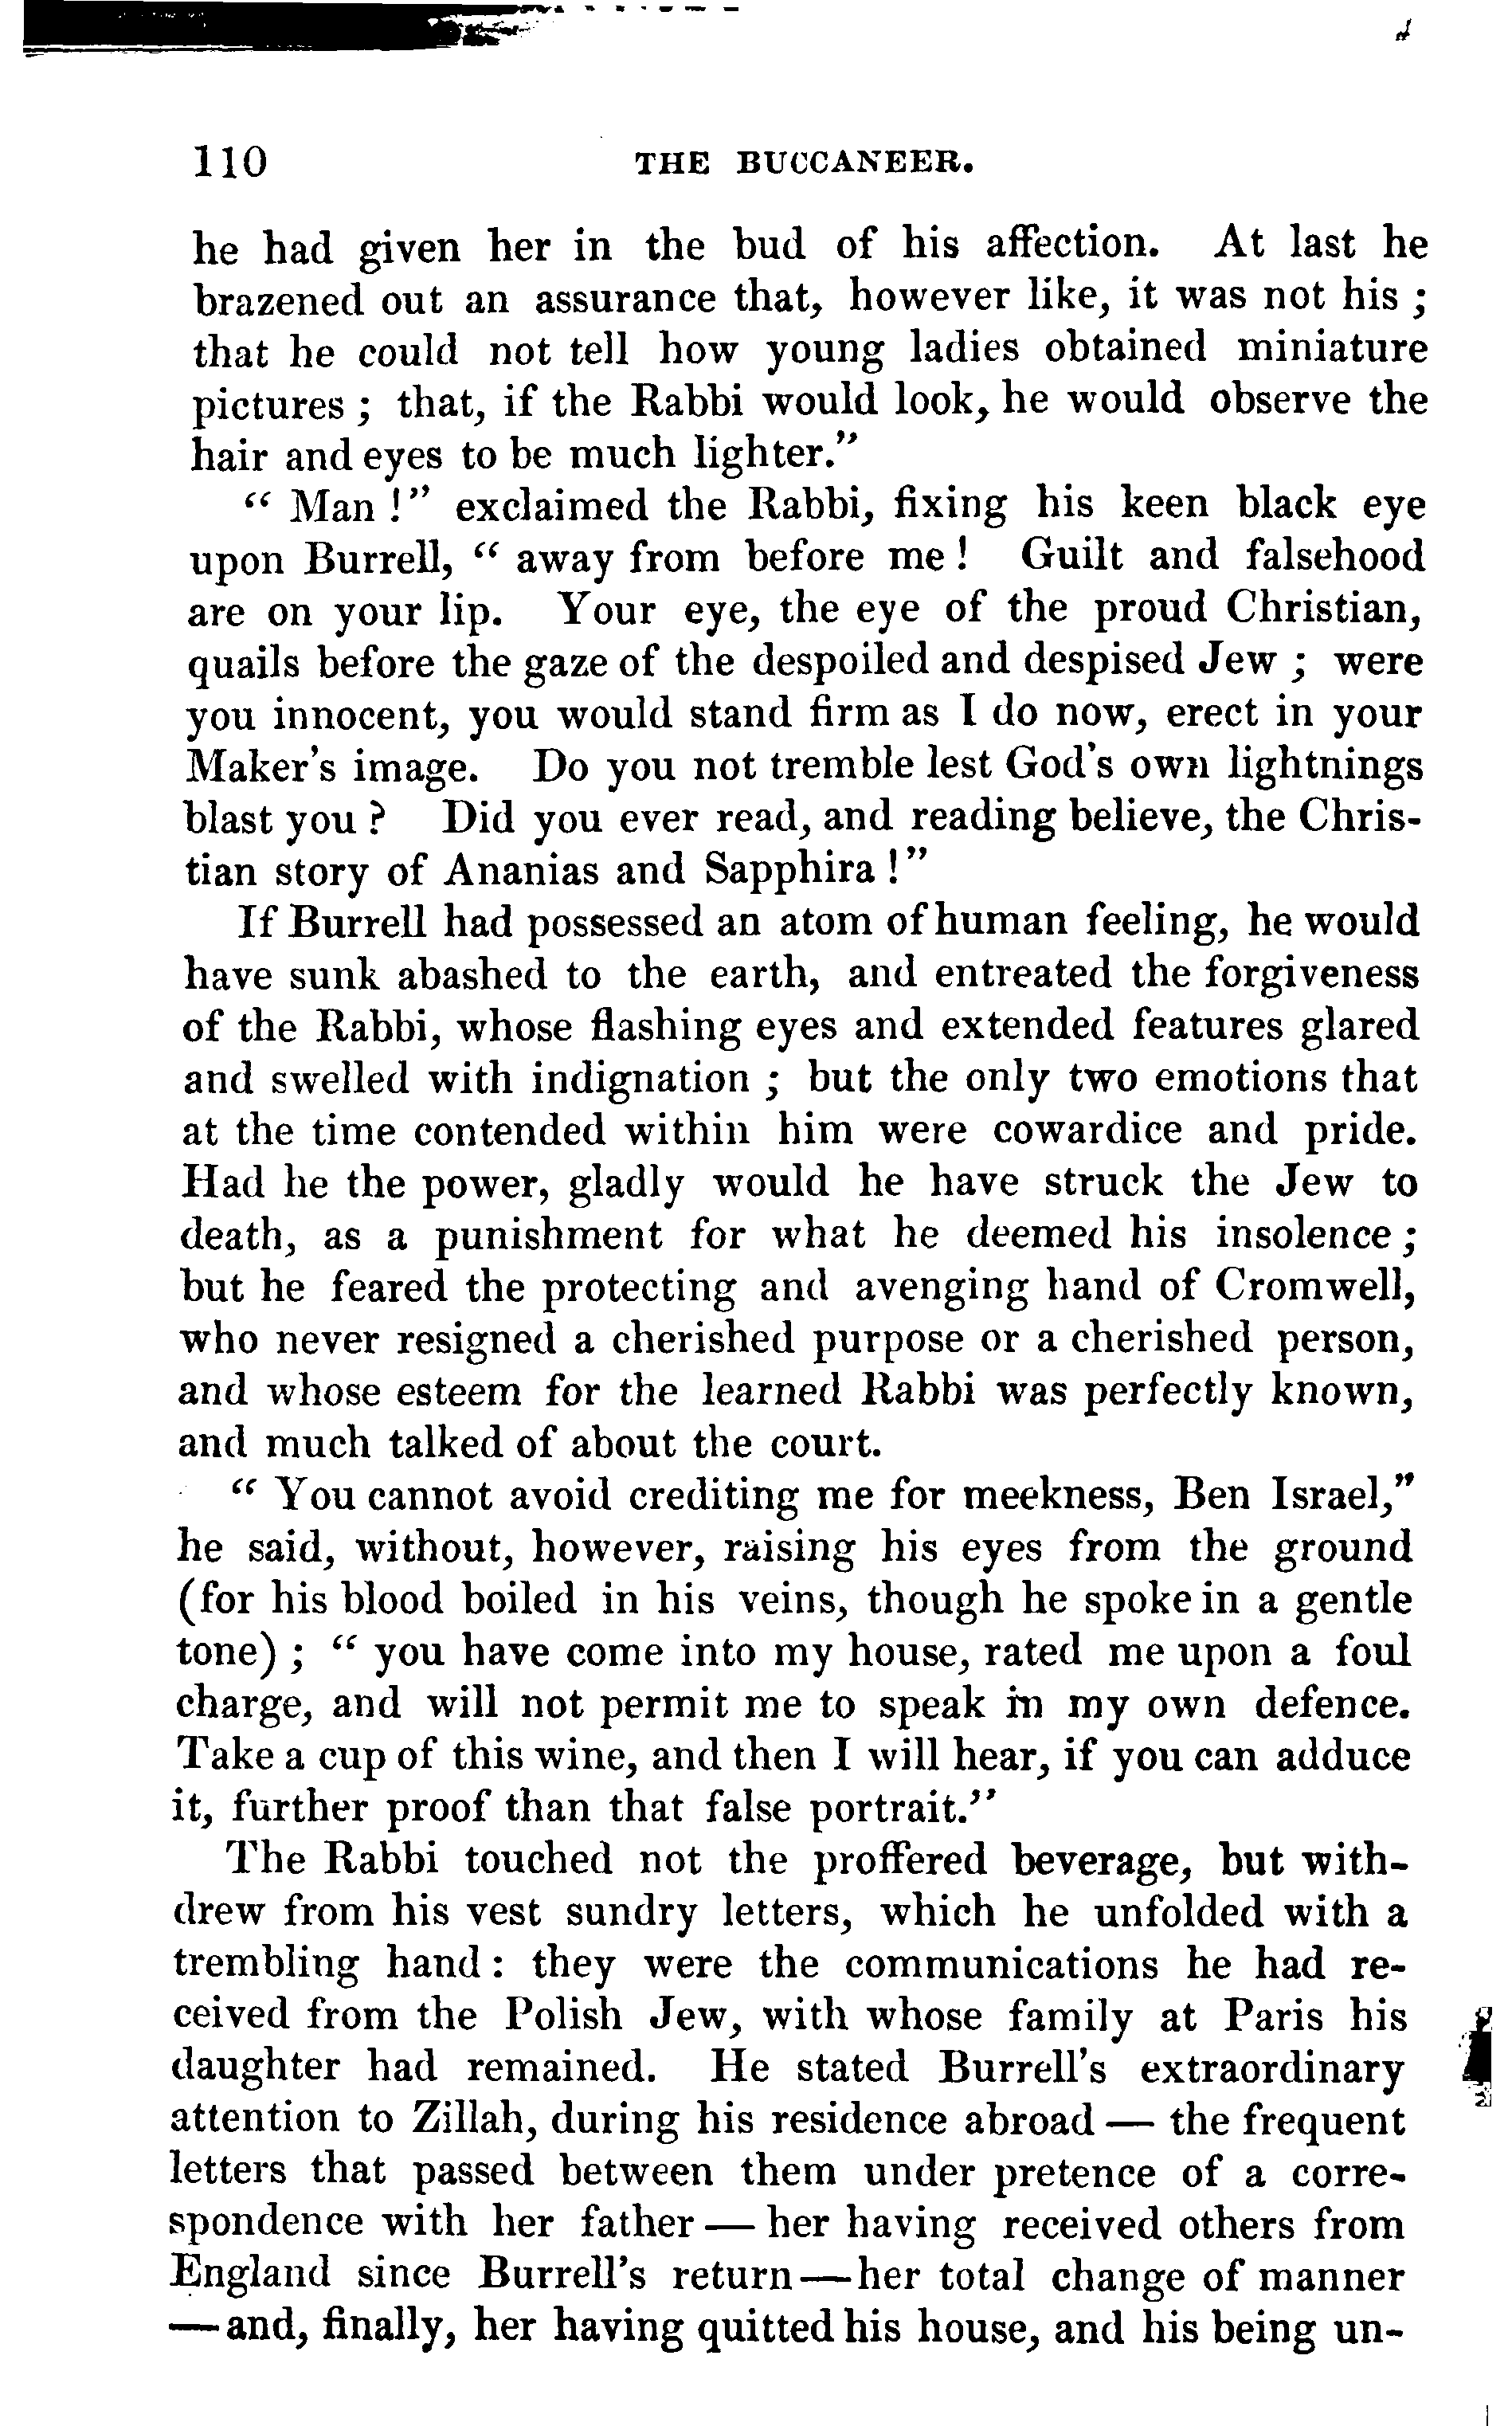 110 THE BUCCANEER.
he had given her in the bud of his affection. At last he
brazened out an assurance that, however like, it was not his ;
that he could not tell how young ladies obtained miniature
pictures ; that, if the Rabbi would look, he would observe the
hair and eyes to be much lighter."
" Man !" exclaimed the Rabbi, fixing his keen black eye
upon Burrell, " away from before me ! Guilt and falsehood
are on your lip. Your eye, the eye of the proud Christian,
quails before the gaze of the despoiled and despised Jew ; were
you innocent, you would stand firm as I do now, erect in your
Maker's image. Do you not tremble lest God's own lightnings
blast you ? Did you ever read, and reading believe, the Chris-
tian story of Ananias and Sapphira !"
If Burrell had possessed an atom of human feeling, he would
have sunk abashed to the earth, and entreated the forgiveness
of the Rabbi, whose flashing eyes and extended features glared
and swelled with indignation ; but the only two emotions that
at the time contended within him were cowardice and pride.
Had he the power, gladly would he have struck the Jew to
death, as a punishment for what he deemed his insolence ;
but he feared the protecting and avenging hand of Cromwell,
who never resigned a cherished purpose or a cherished person,
and whose esteem for the learned Rabbi was perfectly known,
and much talked of about the court.
" You cannot avoid crediting me for meekness, Ben Israel,"
he said, without, however, raising his eyes from the ground
(for his blood boiled in his veins, though he spoke in a gentle
tone) ; " you have come into my house, rated me upon a foul
charge, and will not permit me to speak in my own defence.
Take a cup of this wine, and then I will hear, if you can adduce
it, further proof than that false portrait."
The Rabbi touched not the proffered beverage, but with-
drew from his vest sundry letters, which he unfolded with a
trembling hand : they were the communications he had re-
ceived from the Polish Jew, with whose family at Paris his
daughter had remained. He stated Burrell's extraordinary
attention to Zillah, during his residence abroad — the frequent
letters that passed between them under pretence of a corre-
spondence with her father — her having received others from
England since Burrell's return — her total change of manner
— and, finally, her having quitted his house, and his being un-